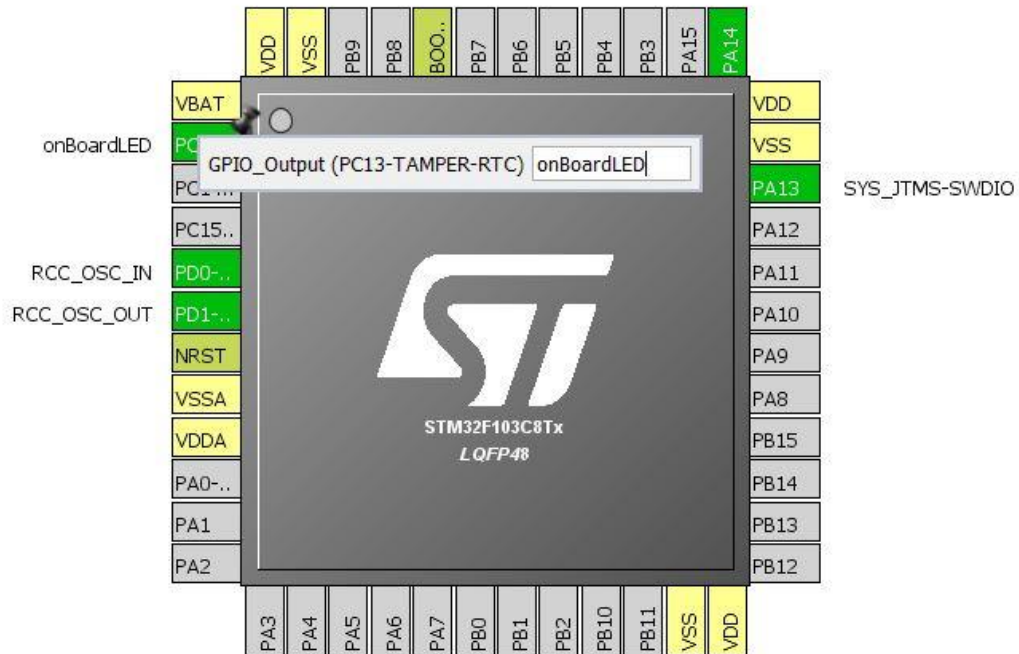 VDD
VSS
PB9
PB8
BOO..
PB7
PB6
PB5
PB4
PB3
PA15
PA14
VBAT
VDD
onBoardLED
PC
VSS
GPIO_Output (PC13-TAMPER-RTC) onBoardLED
PA13 SYS_JTMS-SWDIO
PC15..
PA12
RCC_OSC_IN PD0-..
PA11
RCC_OSC_OUT PD1-..
PA10
NRST
PA9
VSSA
PA8
VDDA
STM32F103C8Tx
PB15
LQFP48
PA0-..
PB14
PA1
PB13
PA2
PB12
PA3
PA4
PA5
PA6
PA7
PB0
PB1
PB2
PB10
PB11
VSS
VDD